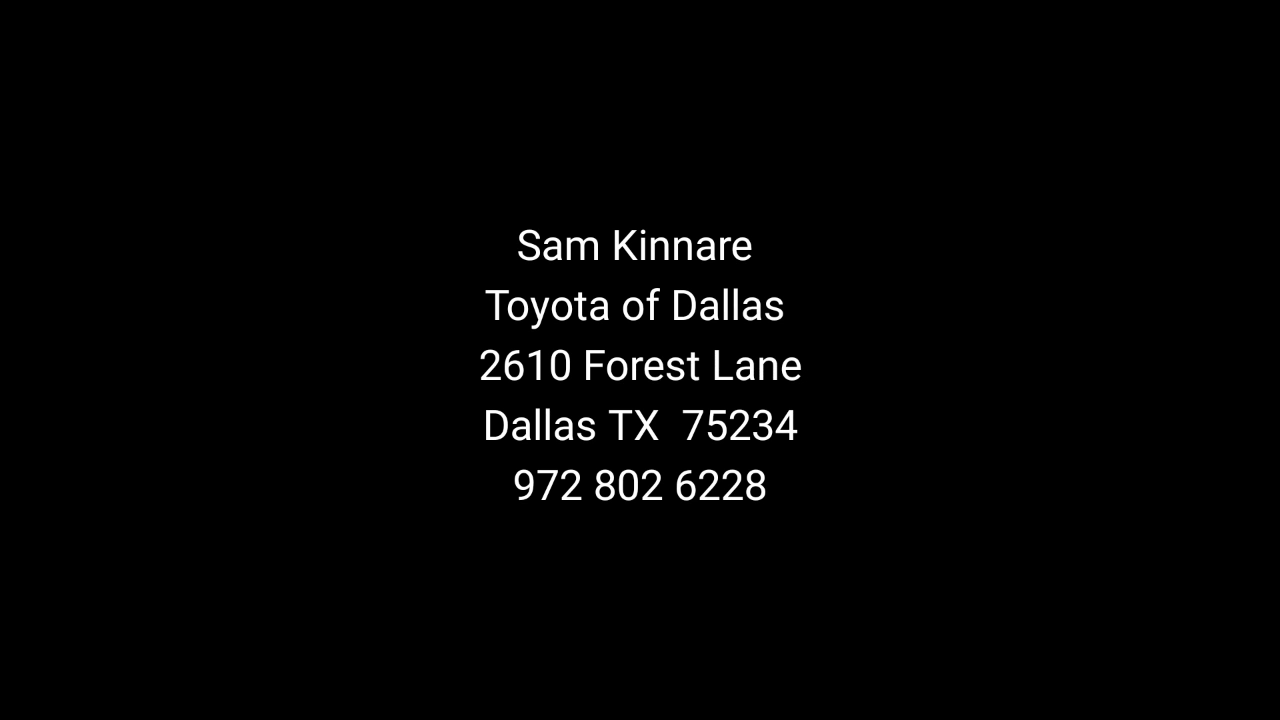 Sam Kinnare
Toyota of Dallas
2610 Forest Lane
Dallas TX  75234
972 802 6228